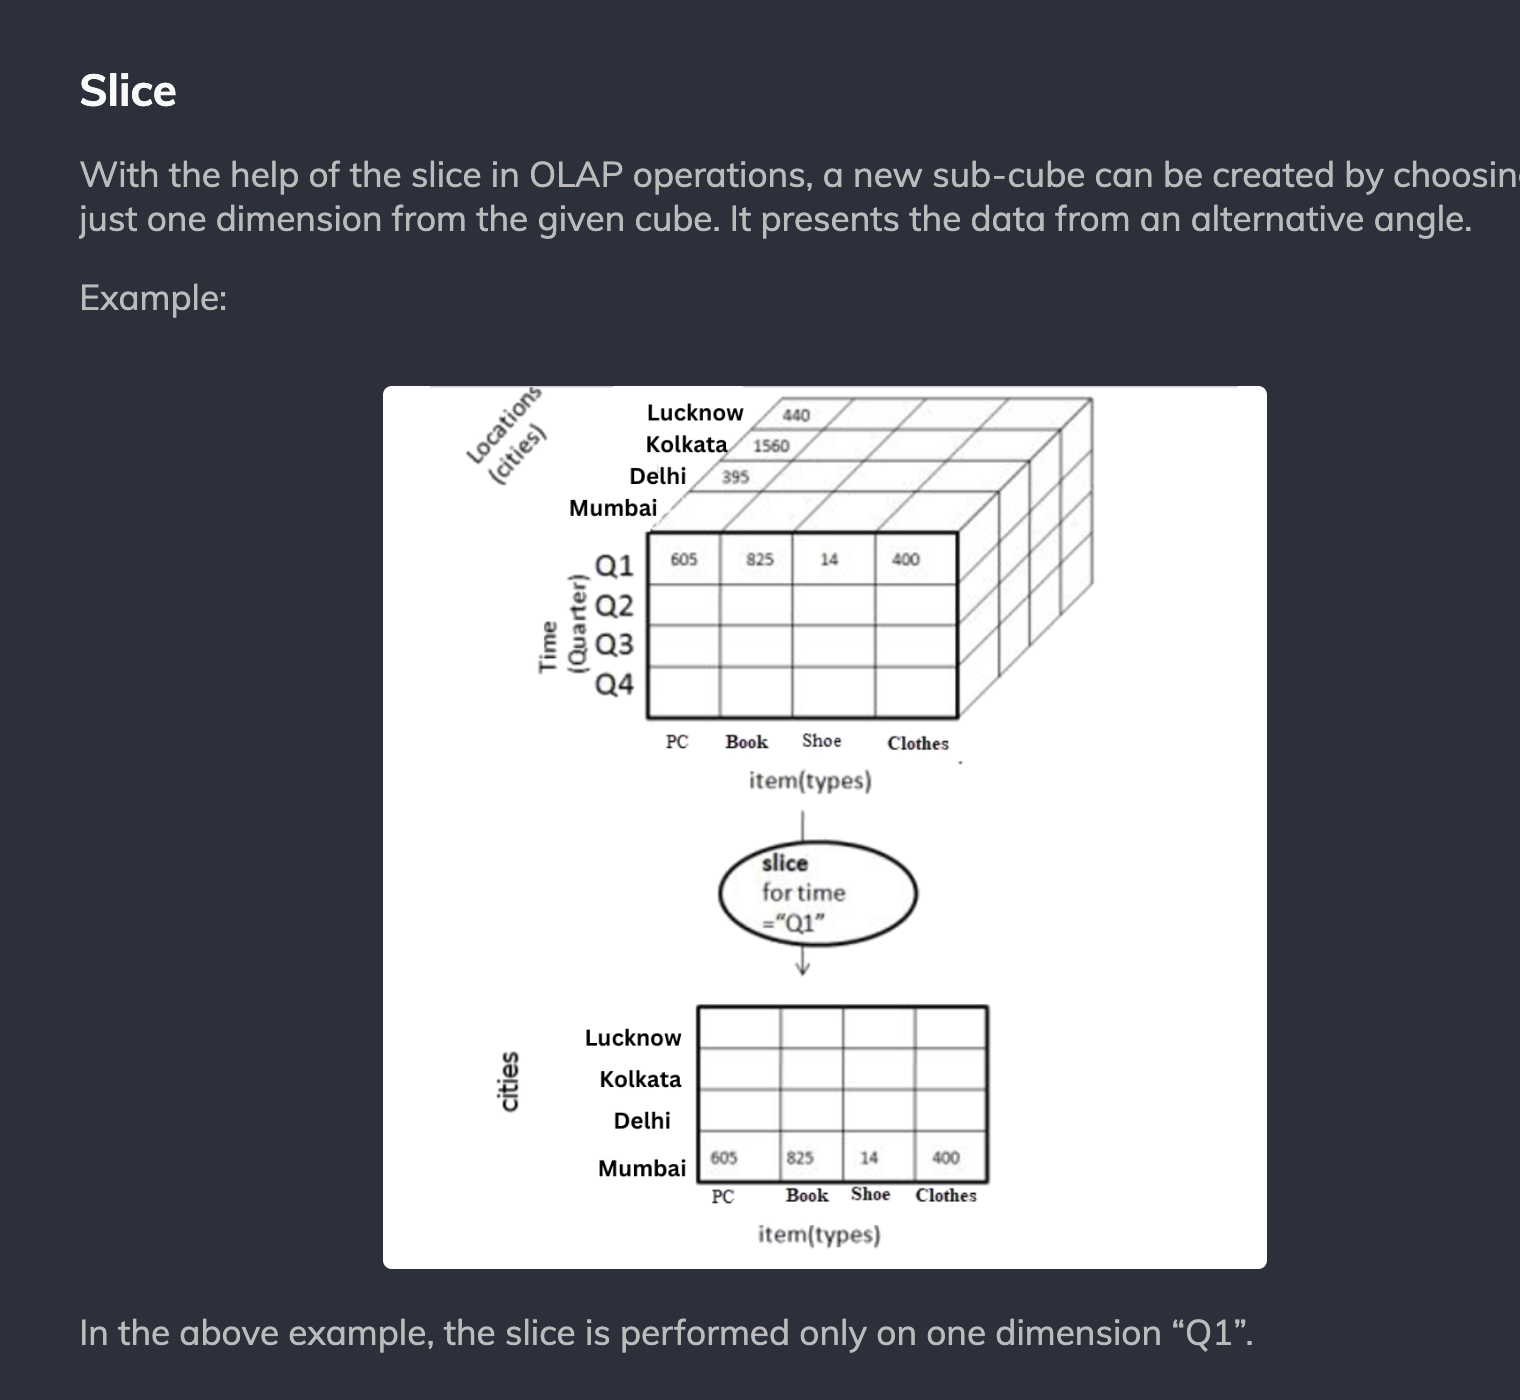 Slice
With the help of the slice in OLAP operations, a new sub-cube can be created by choosin
just one dimension from the given cube. It presents the data from an alternative angle.
Example:
Locations
(cities)
Lucknow 440
Kolkata 1560
Delhi 395
Mumbai
Time
(Quarter)
Q1 605 825 14 400
Q2
Q3
Q4
PC Book Shoe Clothes
item(types)
slice
for time
="Q1"
cities
Lucknow
Kolkata
Delhi
Mumbai 605 825 14 400
PC Book Shoe Clothes
item(types)
In the above example, the slice is performed only on one dimension “Q1”.